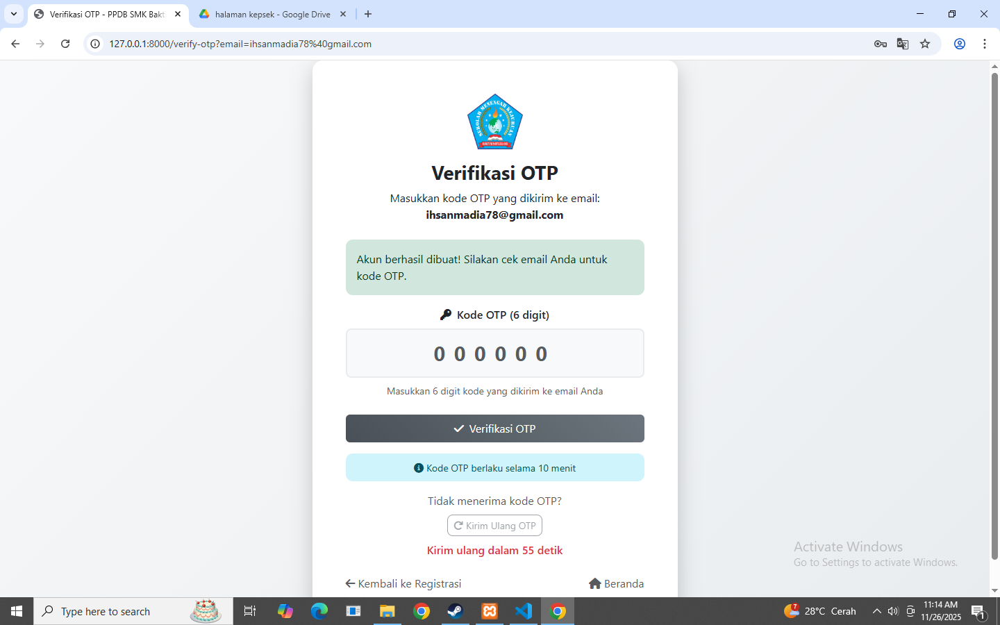 Verifikasi OTP - PPDB SMK Bakt
halaman kepsek - Google Drive
127.0.0.1:8000/verify-otp?email=ihsanmadia78%40gmail.com
SEKOLAH MENENGAH KEJURUAN
Verifikasi OTP
Masukkan kode OTP yang dikirim ke email:
ihsanmadia78@gmail.com
Akun berhasil dibuat! Silakan cek email Anda untuk
kode OTP.
Kode OTP (6 digit)
0 0 0 0 0 0
Masukkan 6 digit kode yang dikirim ke email Anda
Verifikasi OTP
Kode OTP berlaku selama 10 menit
Tidak menerima kode OTP?
Kirim Ulang OTP
Kirim ulang dalam 55 detik
Kembali ke Registrasi
Beranda
Activate Windows
Go to Settings to activate Windows.
Type here to search
7
28°C Cerah
11:14 AM
11/26/2025
1